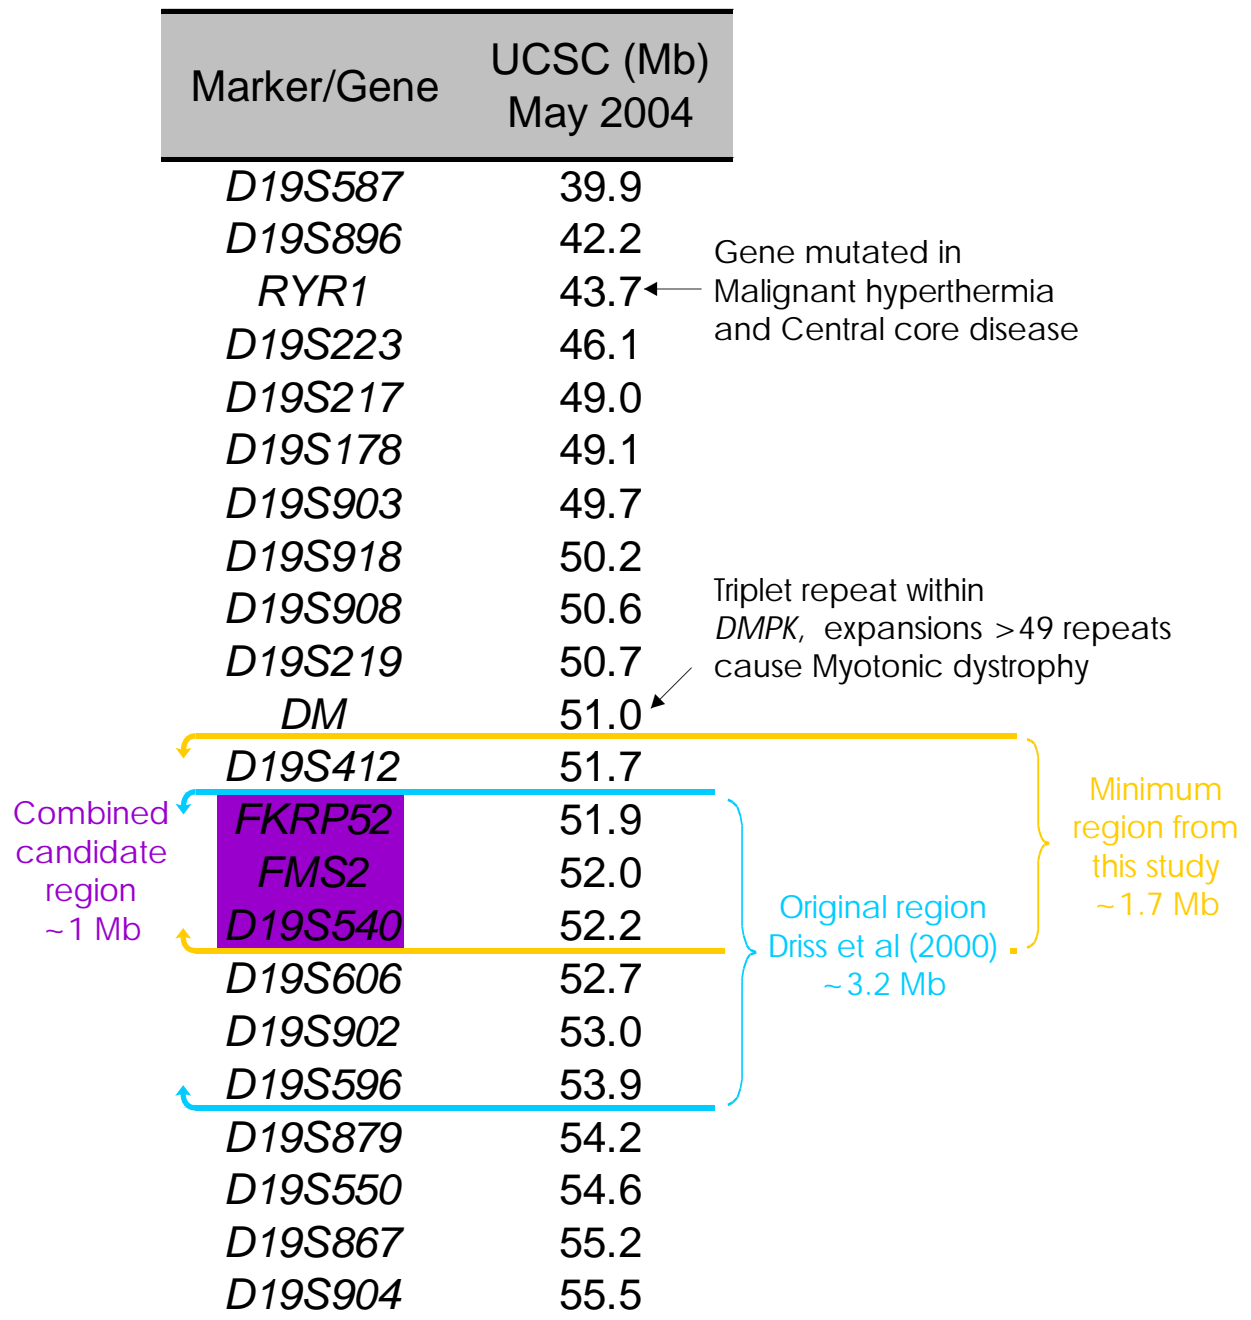 Marker/Gene
UCSC (Mb)
May 2004
D19S587 39.9
D19S896 42.2
RYR1 43.7
Gene mutated in
Malignant hyperthermia
and Central core disease
D19S223 46.1
D19S217 49.0
D19S178 49.1
D19S903 49.7
D19S918 50.2
D19S908 50.6
D19S219 50.7
DM 51.0
Triplet repeat within
DMPK, expansions >49 repeats
cause Myotonic dystrophy
D19S412 51.7
FKRP52 51.9
FMS2 52.0
D19S540 52.2
D19S606 52.7
D19S902 53.0
D19S596 53.9
D19S879 54.2
D19S550 54.6
D19S867 55.2
D19S904 55.5
Combined
candidate
region
~1 Mb
Original region
Driss et al (2000)
~3.2 Mb
Minimum
region from
this study
~1.7 Mb